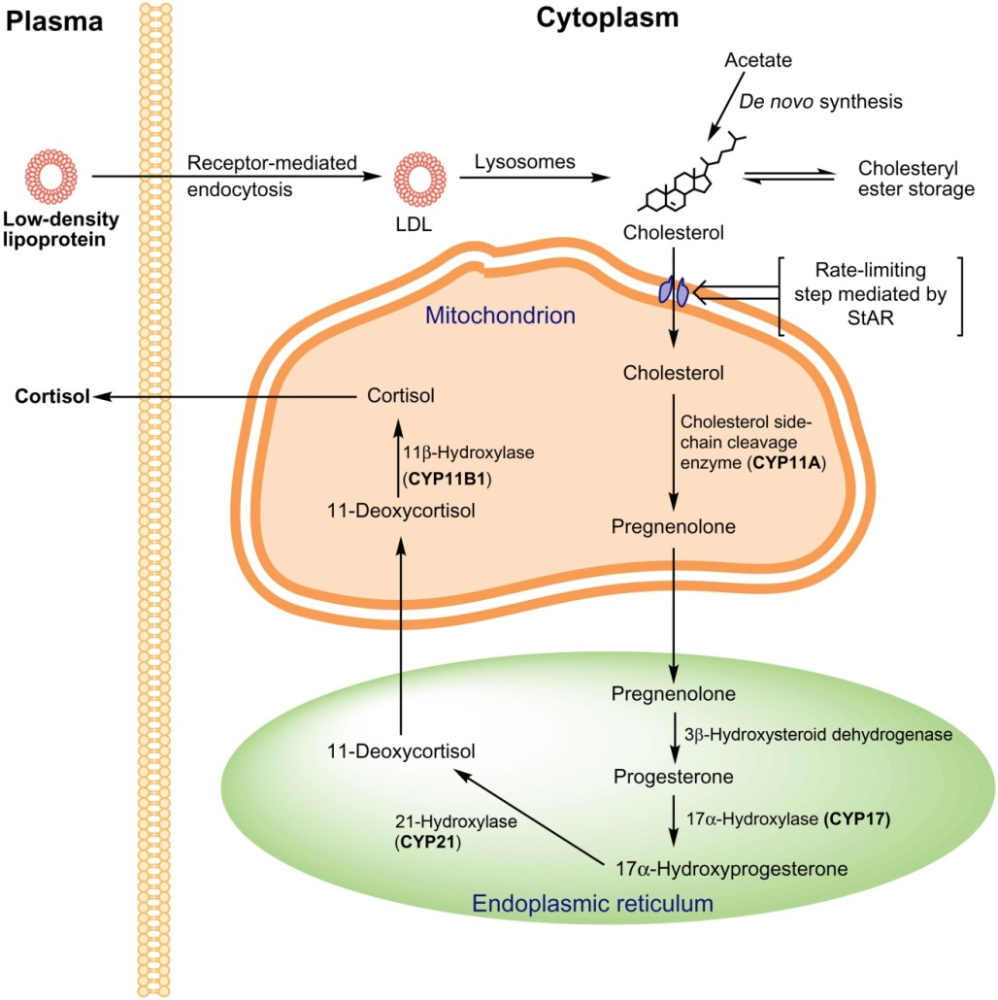 Plasma
Cytoplasm
Acetate
De novo synthesis
Receptor-mediated
endocytosis
Lysosomes
Cholesteryl
ester storage
Low-density
lipoprotein
LDL
Cholesterol
Rate-limiting
step mediated by
StAR
Mitochondrion
Cholesterol
Cortisol
Cortisol
Cholesterol side-
chain cleavage
enzyme (CYP11A)
11β-Hydroxylase
(CYP11B1)
11-Deoxycortisol
Pregnenolone
Pregnenolone
3β-Hydroxysteroid dehydrogenase
11-Deoxycortisol
Progesterone
21-Hydroxylase
(CYP21)
17α-Hydroxylase (CYP17)
17α-Hydroxyprogesterone
Endoplasmic reticulum